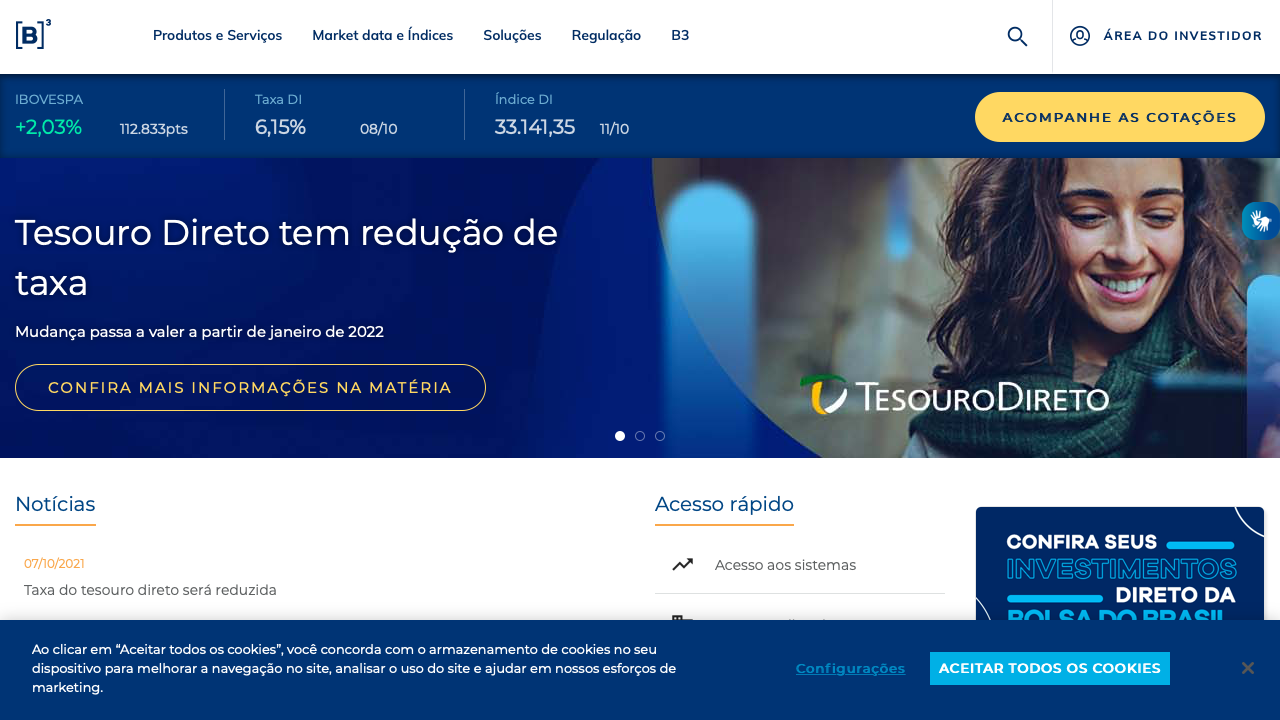 [B]³
Produtos e Serviços
Market data e Índices
Soluções
Regulação
B3
ÁREA DO INVESTIDOR
IBOVESPA
+2,03% 112.833pts
Taxa DI
6,15% 08/10
Índice DI
33.141,35 11/10
ACOMPANHE AS COTAÇÕES
Tesouro Direto tem redução de
taxa
Mudança passa a valer a partir de janeiro de 2022
CONFIRA MAIS INFORMAÇÕES NA MATÉRIA
TESOURODIRETO
Notícias
07/10/2021
Taxa do tesouro direto será reduzida
Acesso rápido
Acesso aos sistemas
CONFIRA SEUS
INVESTIMENTOS
DIRETO DA
BOLSA DO BRASIL
Ao clicar em “Aceitar todos os cookies”, você concorda com o armazenamento de cookies no seu
dispositivo para melhorar a navegação no site, analisar o uso do site e ajudar em nossos esforços de
marketing.
Configurações
ACEITAR TODOS OS COOKIES